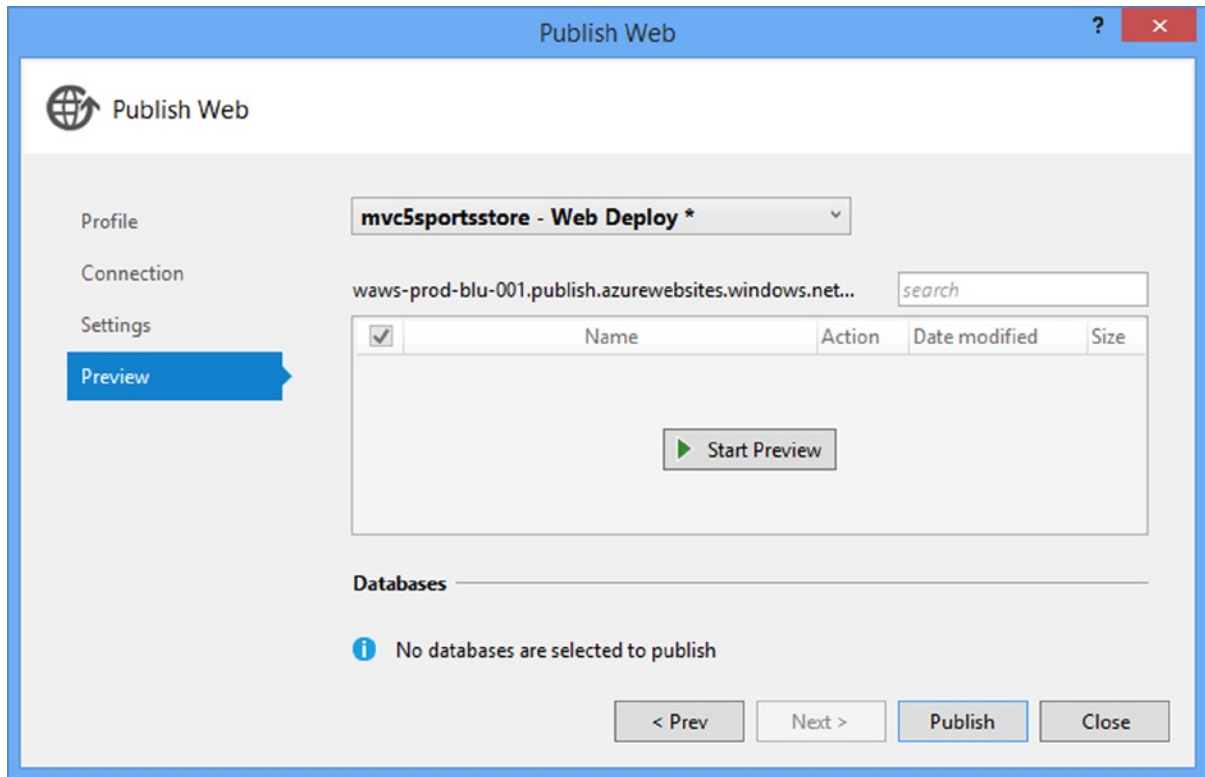 Publish Web
?
Publish Web
Profile
Connection
Settings
Preview
mvc5sportsstore - Web Deploy *
waws-prod-blu-001.publish.azurewebsites.windows.net... search
Name Action Date modified Size
Start Preview
Databases
No databases are selected to publish
< Prev Next > Publish Close